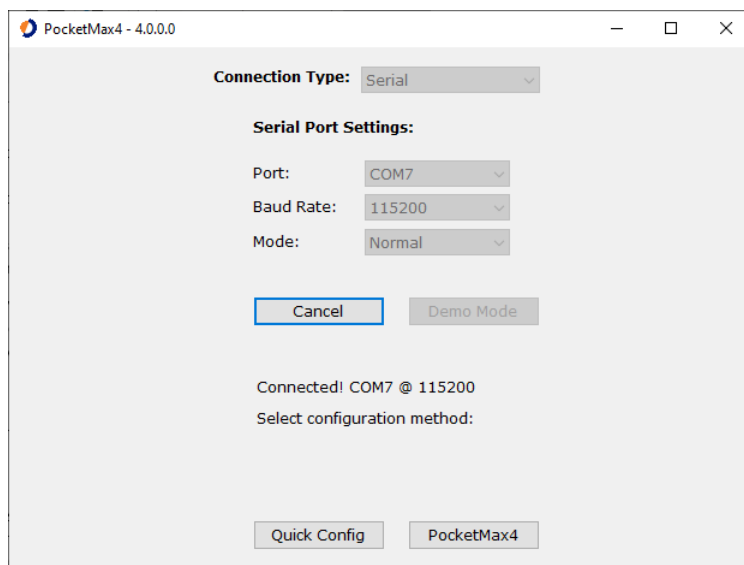 PocketMax4 - 4.0.0.0
Connection Type: Serial
Serial Port Settings:
Port: COM7
Baud Rate: 115200
Mode: Normal
Cancel Demo Mode
Connected! COM7 @ 115200
Select configuration method:
Quick Config PocketMax4